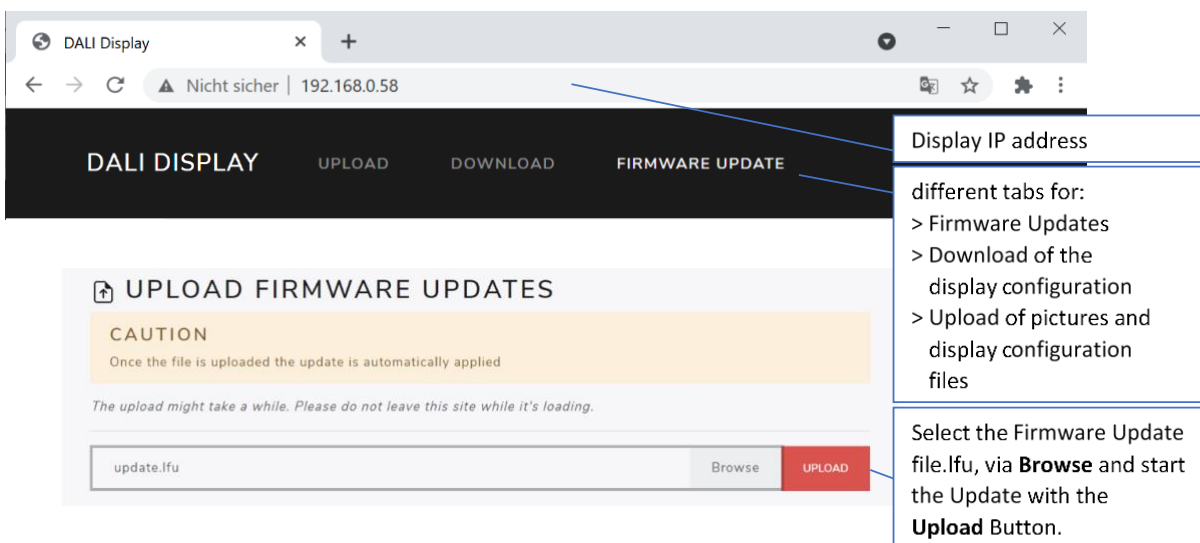 DALI Display
Nicht sicher | 192.168.0.58
DALI DISPLAY UPLOAD DOWNLOAD FIRMWARE UPDATE
Display IP address
different tabs for:
> Firmware Updates
> Download of the
display configuration
> Upload of pictures and
display configuration
files
UPLOAD FIRMWARE UPDATES
CAUTION
Once the file is uploaded the update is automatically applied
The upload might take a while. Please do not leave this site while it's loading.
update.lfu Browse UPLOAD
Select the Firmware Update
file.lfu, via Browse and start
the Update with the
Upload Button.